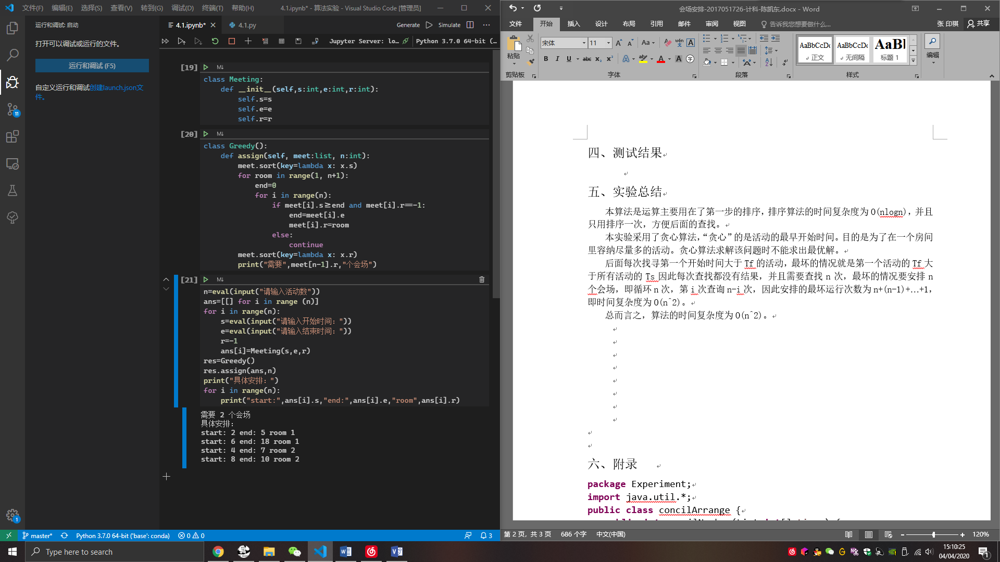 文件(F) 编辑(E) 选择(S) 查看(V) 转到(G) 调试(D) 终端(T) 帮助(H) 4.1.ipynb* - 算法实验 - Visual Studio Code [管理员]
运行和调试: 启动
打开可以调试或运行的文件。
运行和调试 (F5)
自定义运行和调试创建launch.json文
件。
11
1
4.1.ipynb* 4.1.py Generate Simulate
Jupyter Server: lo... Python 3.7.0 64-bit (...
[19] M↓
class Meeting:
def __init__(self,s:int,e:int,r:int):
self.s=s
self.e=e
self.r=r
[20] M↓
class Greedy():
def assign(self, meet:list, n:int):
meet.sort(key=lambda x: x.s)
for room in range(1, n+1):
end=0
for i in range(n):
if meet[i].s≥end and meet[i].r==-1:
end=meet[i].e
meet[i].r=room
else:
continue
meet.sort(key=lambda x: x.r)
print("需要",meet[n-1].r,"个会场")
[21] M↓
n=eval(input("请输入活动数"))
ans=[[] for i in range (n)]
for i in range(n):
s=eval(input("请输入开始时间: "))
e=eval(input("请输入结束时间: "))
r=-1
ans[i]=Meeting(s,e,r)
res=Greedy()
res.assign(ans,n)
print("具体安排: ")
for i in range(n):
print("start:",ans[i].s,"end:",ans[i].e,"room",ans[i].r)
需要 2 个会场
具体安排:
start: 2 end: 5 room 1
start: 6 end: 18 room 1
start: 4 end: 7 room 2
start: 8 end: 10 room 2
master* Python 3.7.0 64-bit ('base': conda) 0 0 3
会场安排-2017051726-计科-陈凯东.docx - Word
文件 开始 插入 设计 布局 引用 邮件 审阅 视图 告诉我您想要做什么... 张 印祺 共享
粘贴
宋体 11
B I U abc x₂ x²
AaBbCcDc AaBbCcDc AaBl
正文 无间隔 标题 1
编辑
剪贴板 字体 段落 样式
四、测试结果
五、实验总结
本算法是运算主要用在了第一步的排序，排序算法的时间复杂度为 O(nlogn)，并且
只用排序一次，方便后面的查找。
本实验采用了贪心算法，“贪心”的是活动的最早开始时间。目的是为了在一个房间
里容纳尽量多的活动。贪心算法求解该问题时不能求出最优解。
后面每次找寻第一个开始时间大于 Tf 的活动，最坏的情况就是第一个活动的 Tf 大
于所有活动的 Ts 因此每次查找都没有结果，并且需要查找 n 次，最坏的情况要安排 n
个会场，即循环 n 次，第 i 次查询 n-i 次，因此安排的最坏运行次数为 n+(n-1)+…+1，
即时间复杂度为 O(n^2)。
总而言之，算法的时间复杂度为 O(n^2)。
六、附录
package Experiment;
import java.util.*;
public class concilArrange {
第 2 页，共 3 页 686 个字 中文(中国) 120%
Type here to search
15:10:25
04/04/2020
1